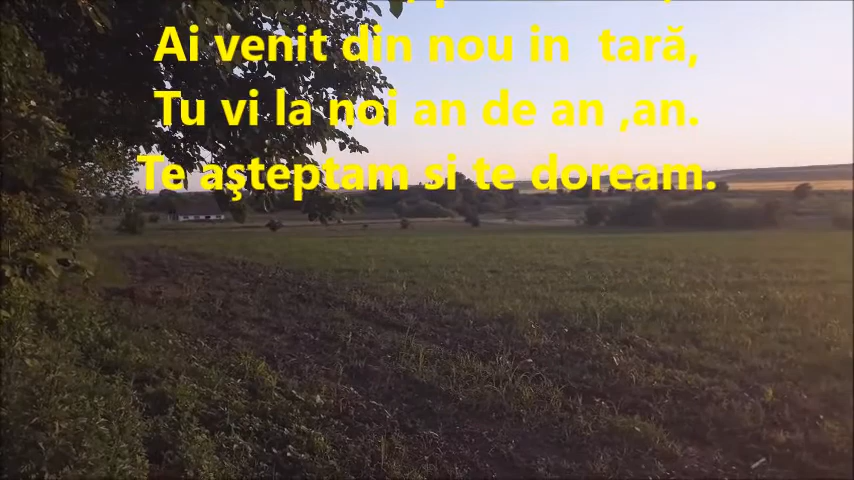 Ai venit din nou in tară,
Tu vi la noi an de an ,an.
Te aşteptam si te doream.